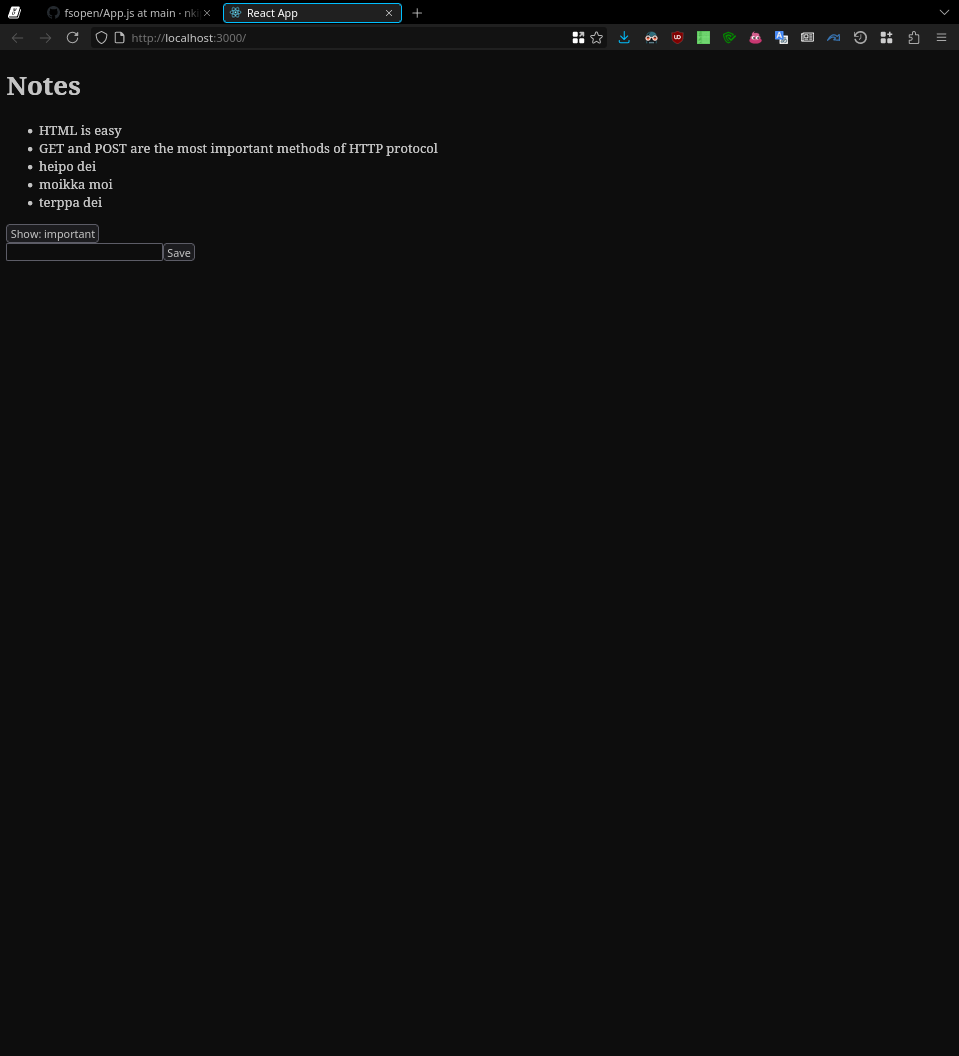 fsopen/App.js at main · nki
React App
http://localhost:3000/
Notes
HTML is easy
GET and POST are the most important methods of HTTP protocol
heipo dei
moikka moi
terppa dei
Show: important
Save